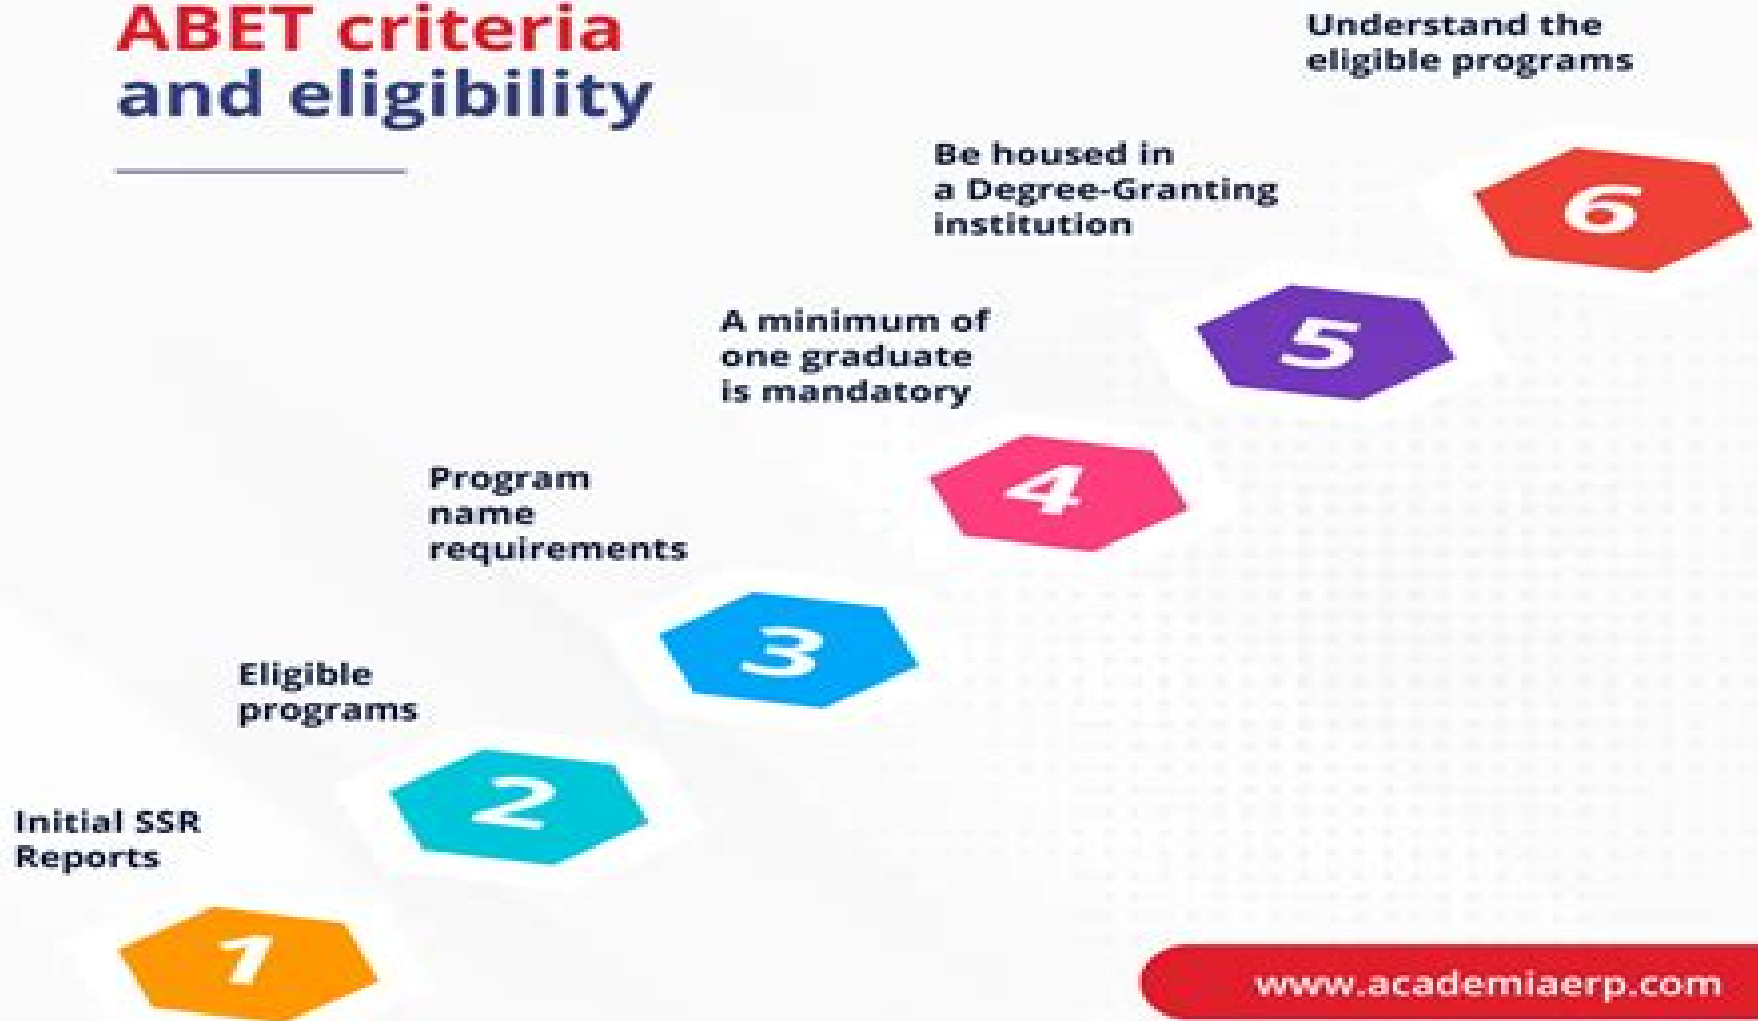 ABET criteria
and eligibility
Understand the
eligible programs
6
Be housed in
a Degree-Granting
institution
5
A minimum of
one graduate
is mandatory
4
Program
name
requirements
3
Eligible
programs
2
Initial SSR
Reports
1
www.academiaerp.com